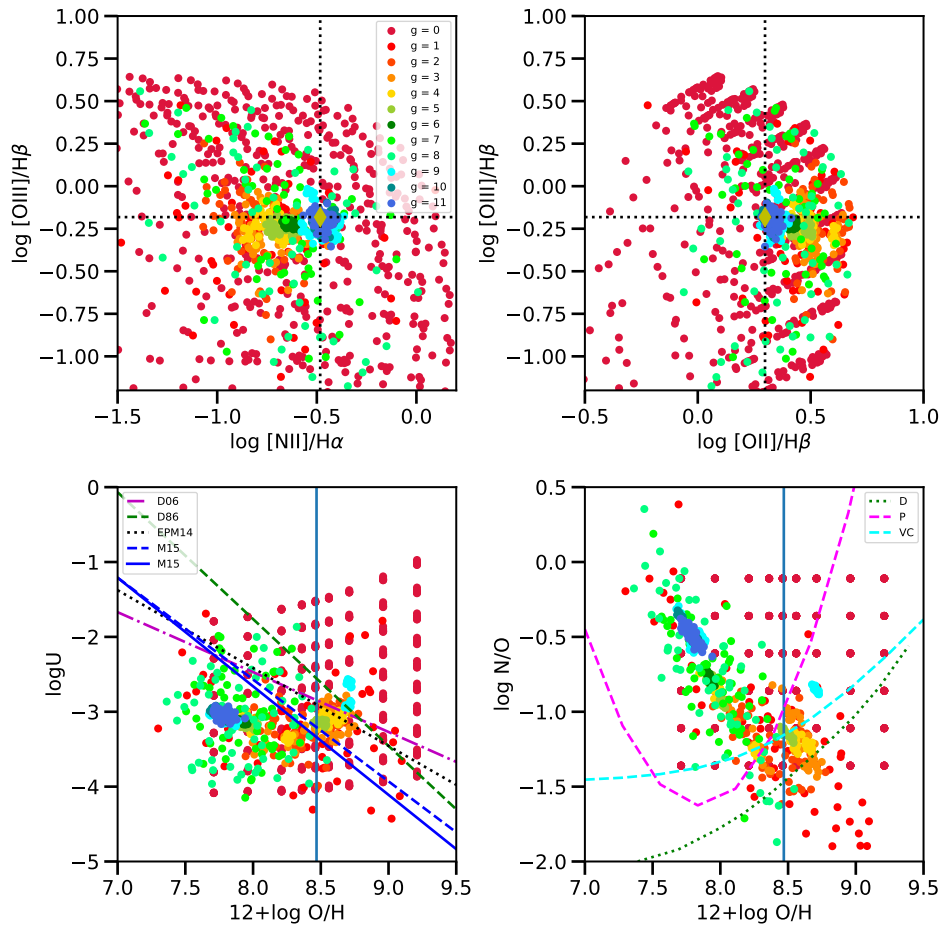 1.00
0.75
0.50
0.25
0.00
−0.25
−0.50
−0.75
−1.00
log [OIII]/Hβ
−1.5
−1.0
−0.5
0.0
log [NII]/Hα
g = 0
g = 1
g = 2
g = 3
g = 4
g = 5
g = 6
g = 7
g = 8
g = 9
g = 10
g = 11
1.00
0.75
0.50
0.25
0.00
−0.25
−0.50
−0.75
−1.00
log [OIII]/Hβ
−0.5
0.0
0.5
1.0
log [OII]/Hβ
0
−1
−2
−3
−4
−5
logU
7.0
7.5
8.0
8.5
9.0
9.5
12+log O/H
D06
D86
EPM14
M15
M15
0.5
0.0
−0.5
−1.0
−1.5
−2.0
log N/O
7.0
7.5
8.0
8.5
9.0
9.5
12+log O/H
D
P
VC